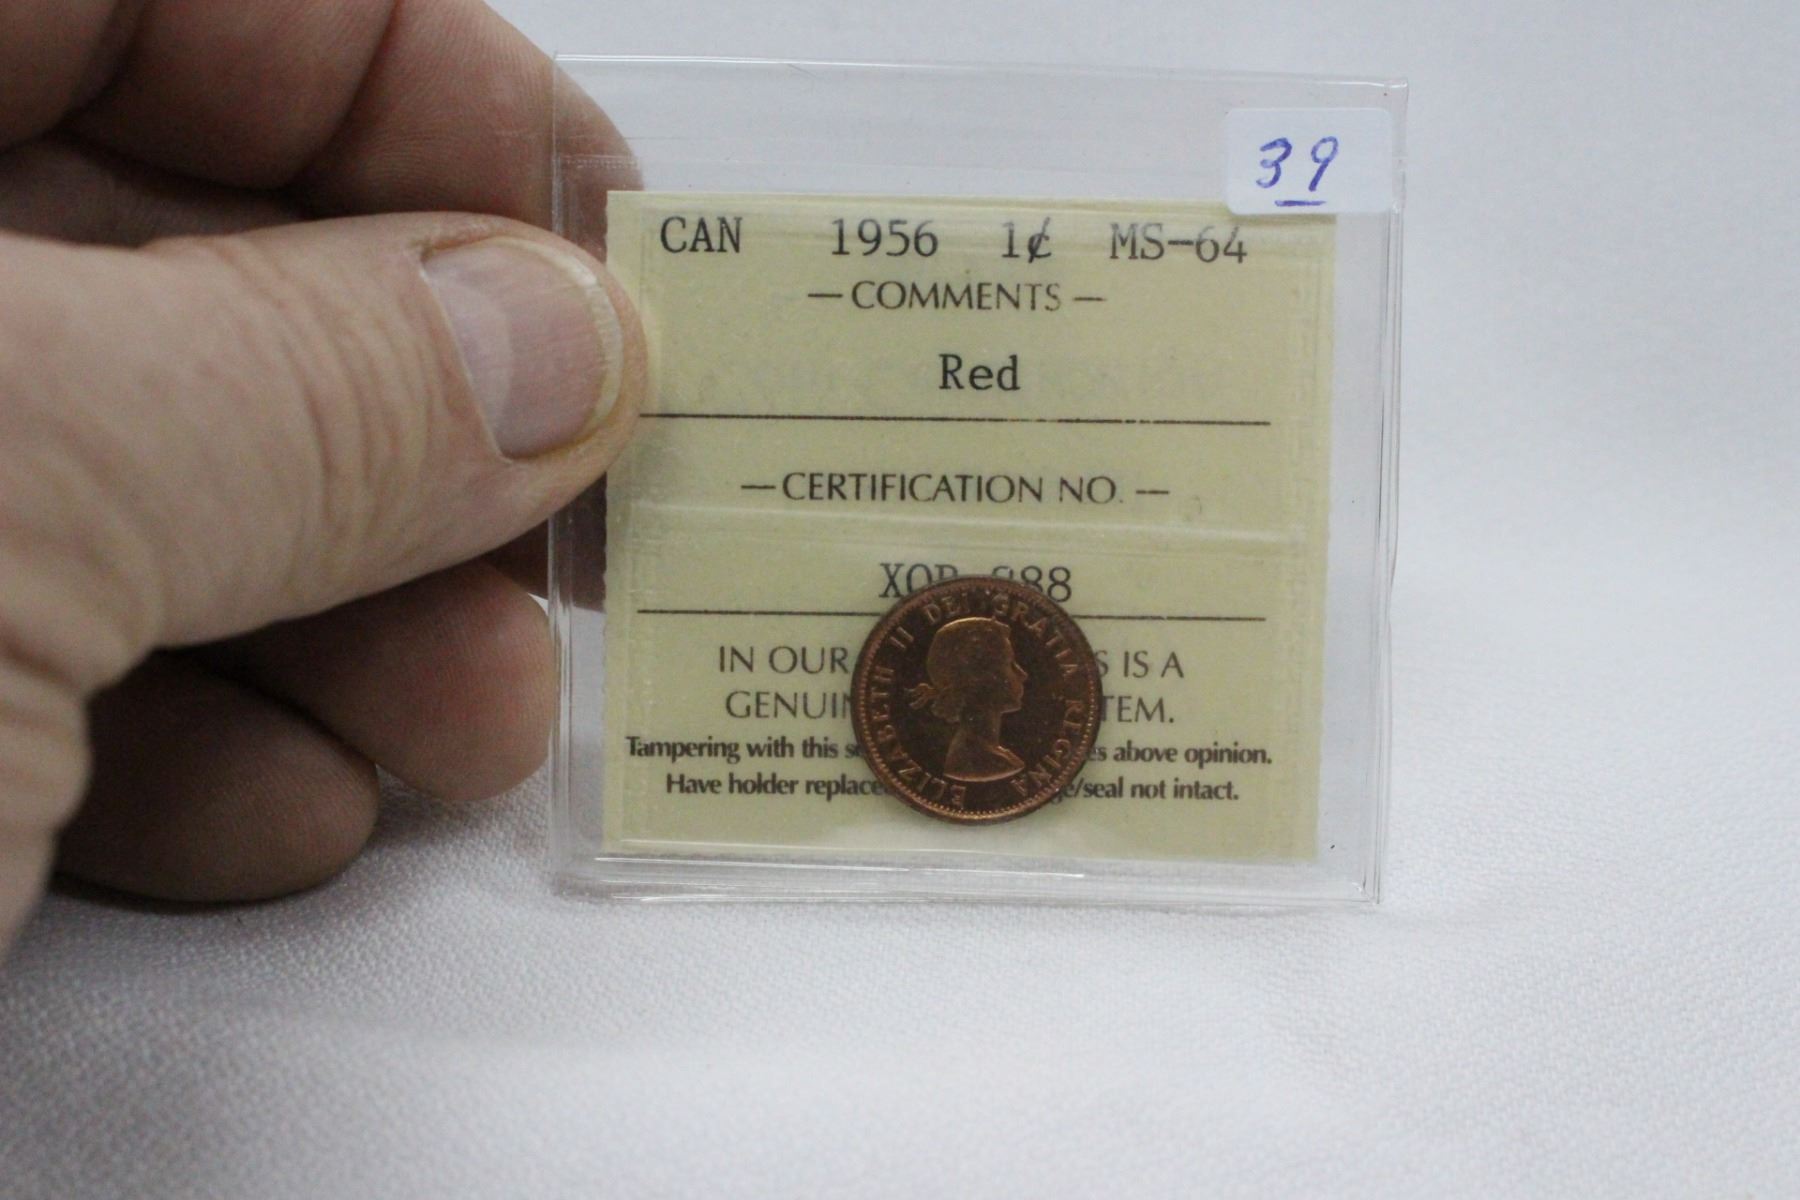 39
CAN 1956 1¢ MS-64
— COMMENTS —
Red
— CERTIFICATION NO. —
888
IN OUR IS A
GENUIN TEM.
Tampering with this above opinion.
Have holder replace /seal not intact.
ELIZABETH II DEI GRATIA REGINA